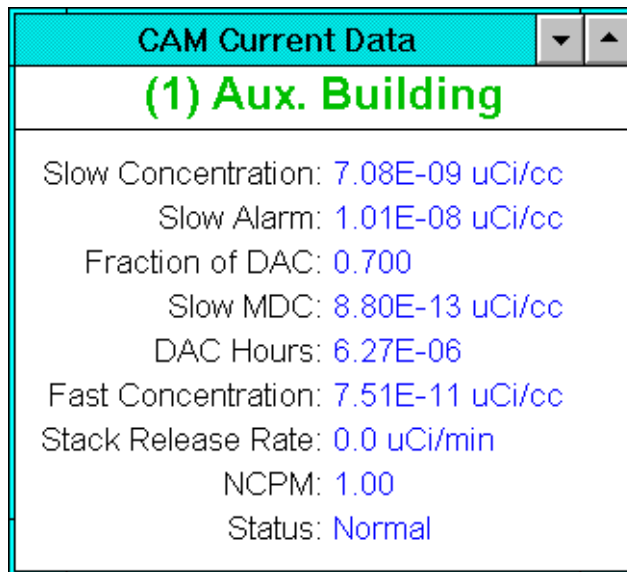 CAM Current Data
(1) Aux. Building
Slow Concentration: 7.08E-09 uCi/cc
Slow Alarm: 1.01E-08 uCi/cc
Fraction of DAC: 0.700
Slow MDC: 8.80E-13 uCi/cc
DAC Hours: 6.27E-06
Fast Concentration: 7.51E-11 uCi/cc
Stack Release Rate: 0.0 uCi/min
NCPM: 1.00
Status: Normal